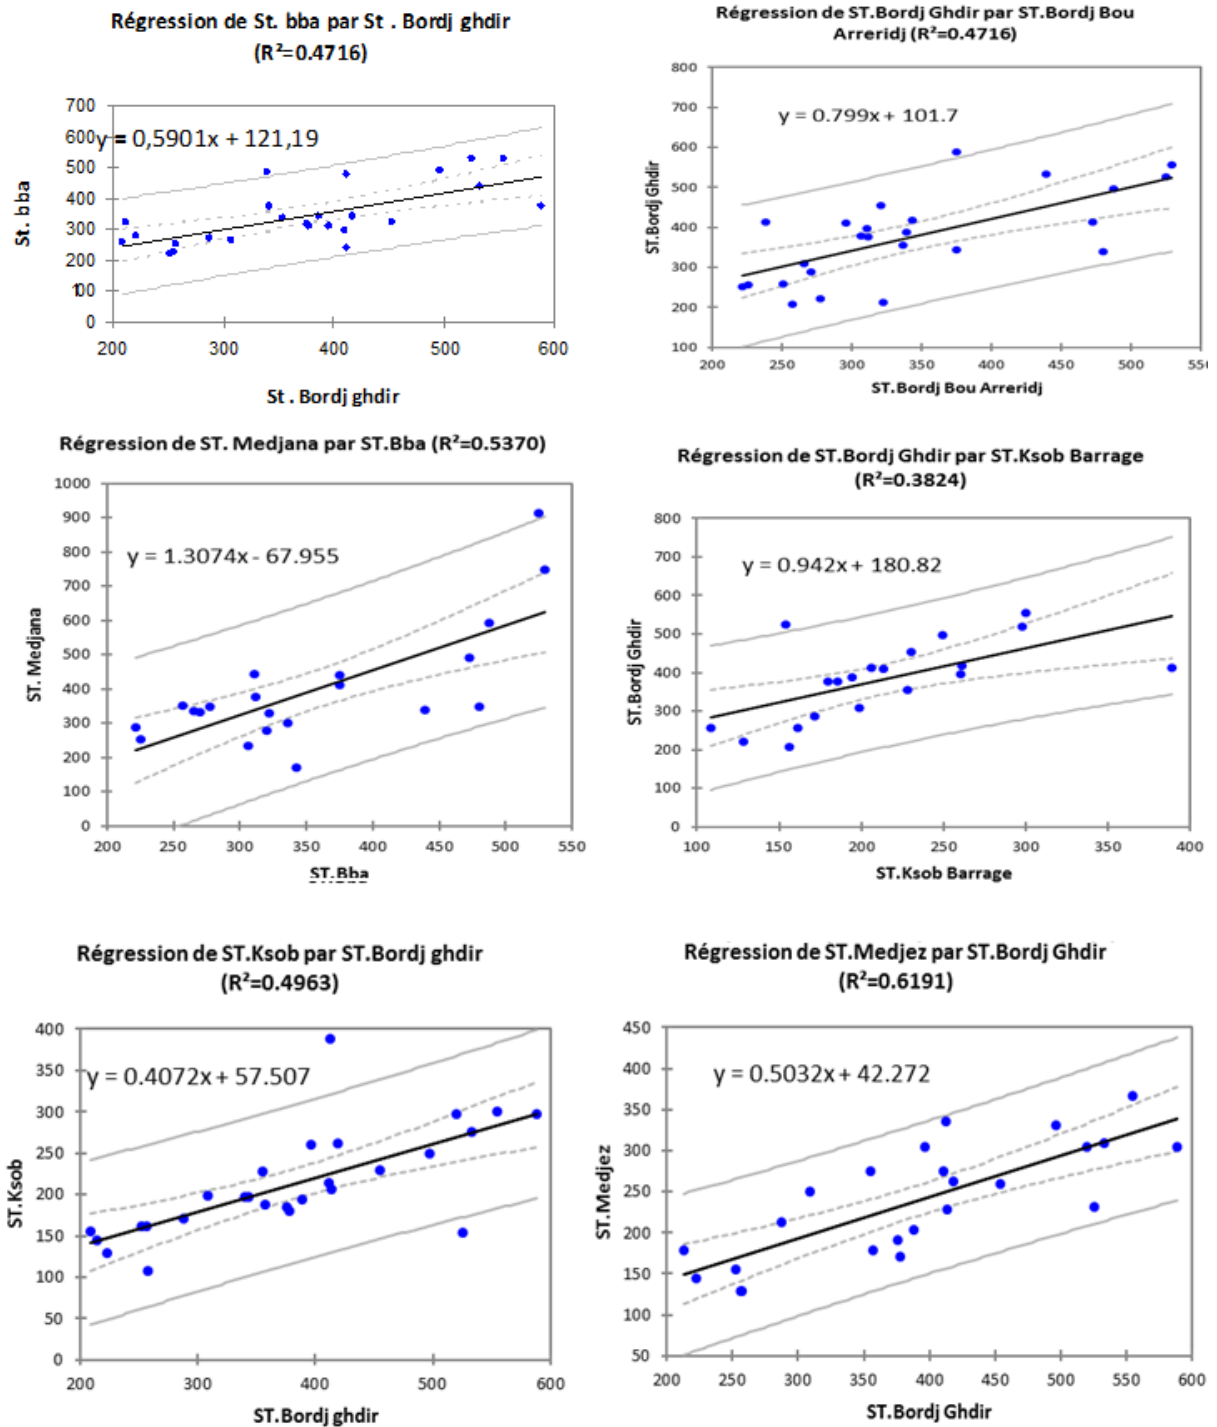 Régression de St. bba par St . Bordj ghdir
(R²=0.4716)
y = 0,5901x + 121,19
700
600
500
400
300
200
100
0
200 300 400 500 600
St. bba
St . Bordj ghdir
Régression de ST.Bordj Ghdir par ST.Bordj Bou
Arreridj (R²=0.4716)
y = 0.799x + 101.7
800
700
600
500
400
300
200
100
200 250 300 350 400 450 500 550
ST.Bordj Ghdir
ST.Bordj Bou Arreridj
Régression de ST. Medjana par ST.Bba (R²=0.5370)
y = 1.3074x - 67.955
1000
900
800
700
600
500
400
300
200
100
0
200 250 300 350 400 450 500 550
ST. Medjana
ST.Bba
Régression de ST.Bordj Ghdir par ST.Ksob Barrage
(R²=0.3824)
y = 0.942x + 180.82
800
700
600
500
400
300
200
100
0
100 150 200 250 300 350 400
ST.Bordj Ghdir
ST.Ksob Barrage
Régression de ST.Ksob par ST.Bordj ghdir
(R²=0.4963)
y = 0.4072x + 57.507
400
350
300
250
200
150
100
50
0
200 300 400 500 600
ST.Ksob
ST.Bordj ghdir
Régression de ST.Medjez par ST.Bordj Ghdir
(R²=0.6191)
y = 0.5032x + 42.272
450
400
350
300
250
200
150
100
50
200 250 300 350 400 450 500 550 600
ST.Medjez
ST.Bordj Ghdir